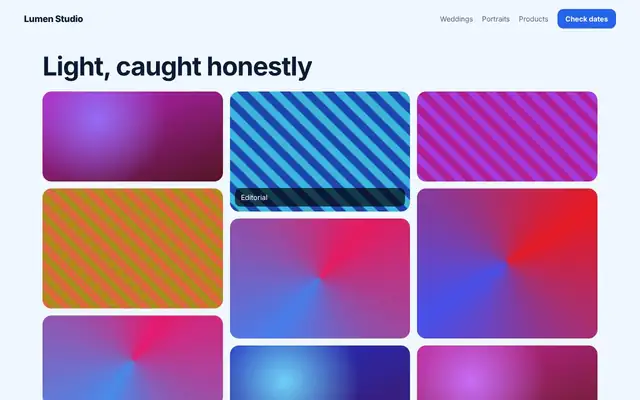 Lumen Studio
Weddings Portraits Products Check dates
Light, caught honestly
Editorial